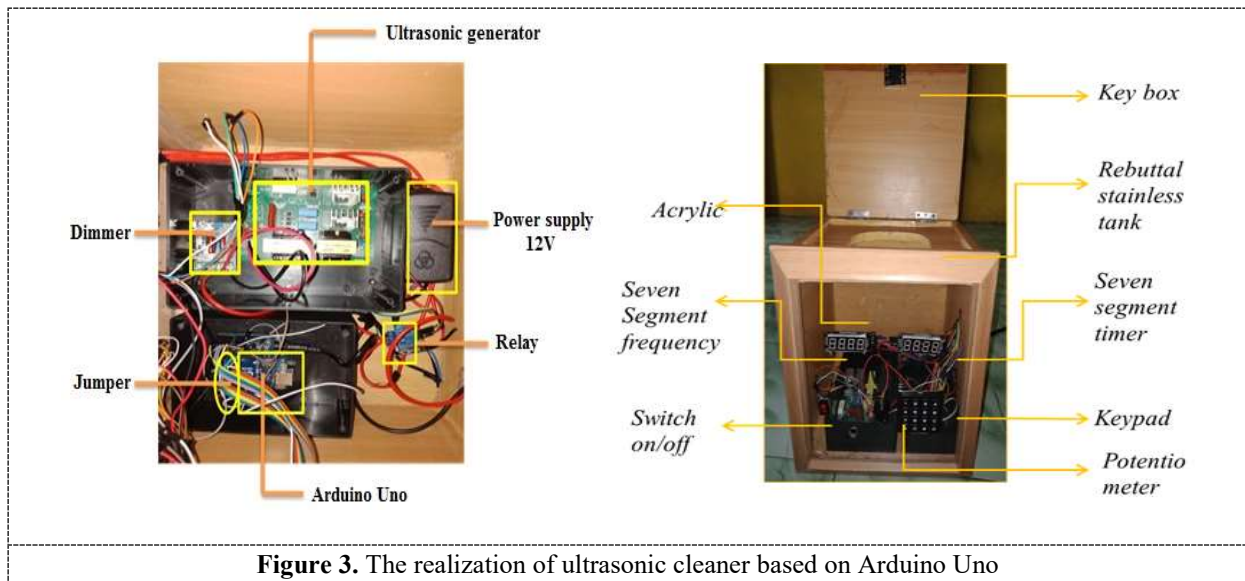 Ultrasonic generator
Dimmer
Power supply
12V
Relay
Jumper
Arduino Uno
Key box
Rebuttal
stainless
tank
Acrylic
Seven
Segment
frequency
Seven
segment
timer
Switch
on/off
Keypad
Potentio
meter
Figure 3. The realization of ultrasonic cleaner based on Arduino Uno